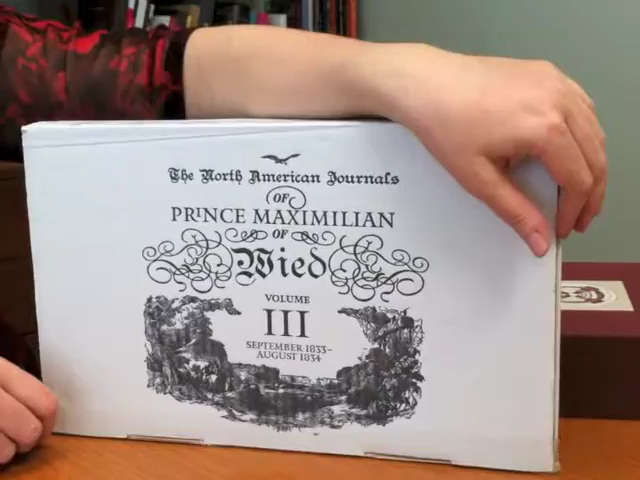 The North American Journals
OF
PRINCE MAXIMILIAN
OF
Wied
VOLUME
III
SEPTEMBER 1833–
AUGUST 1834